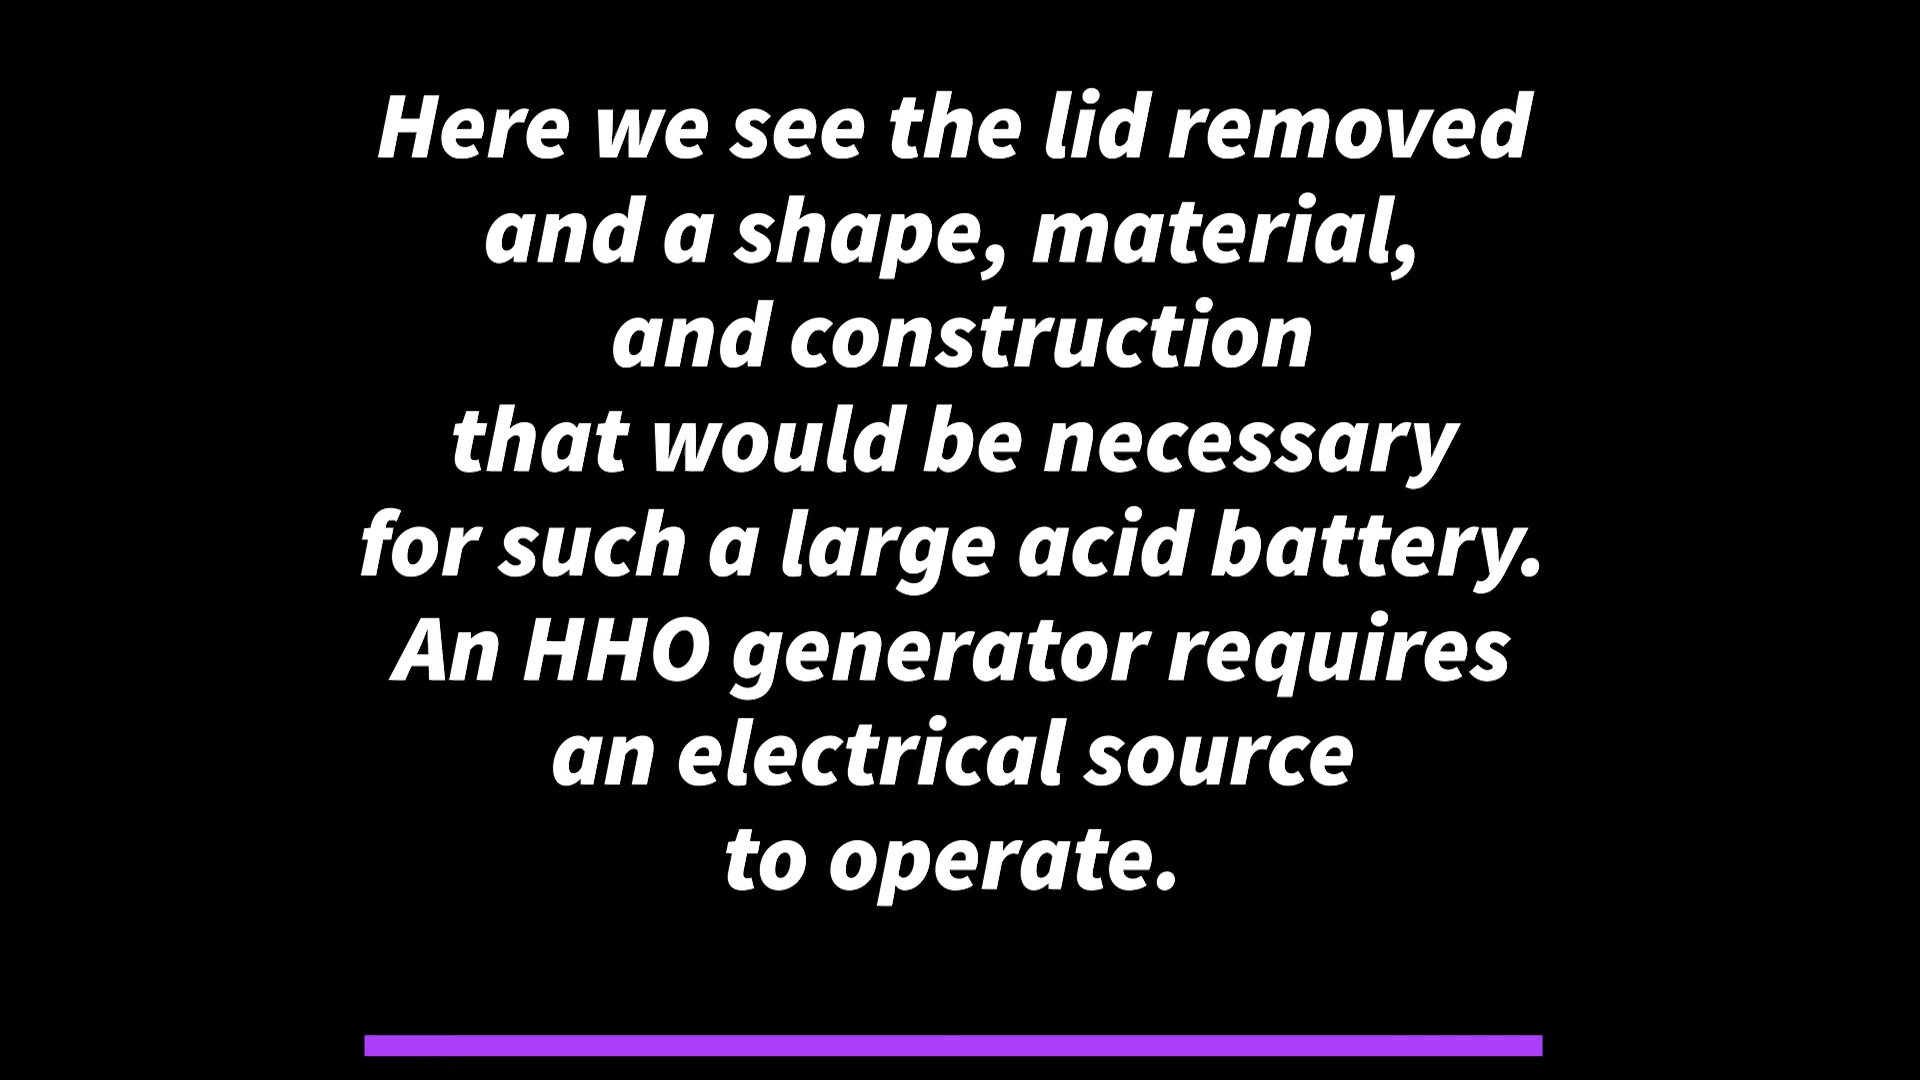 Here we see the lid removed
and a shape, material,
and construction
that would be necessary
for such a large acid battery.
An HHO generator requires
an electrical source
to operate.